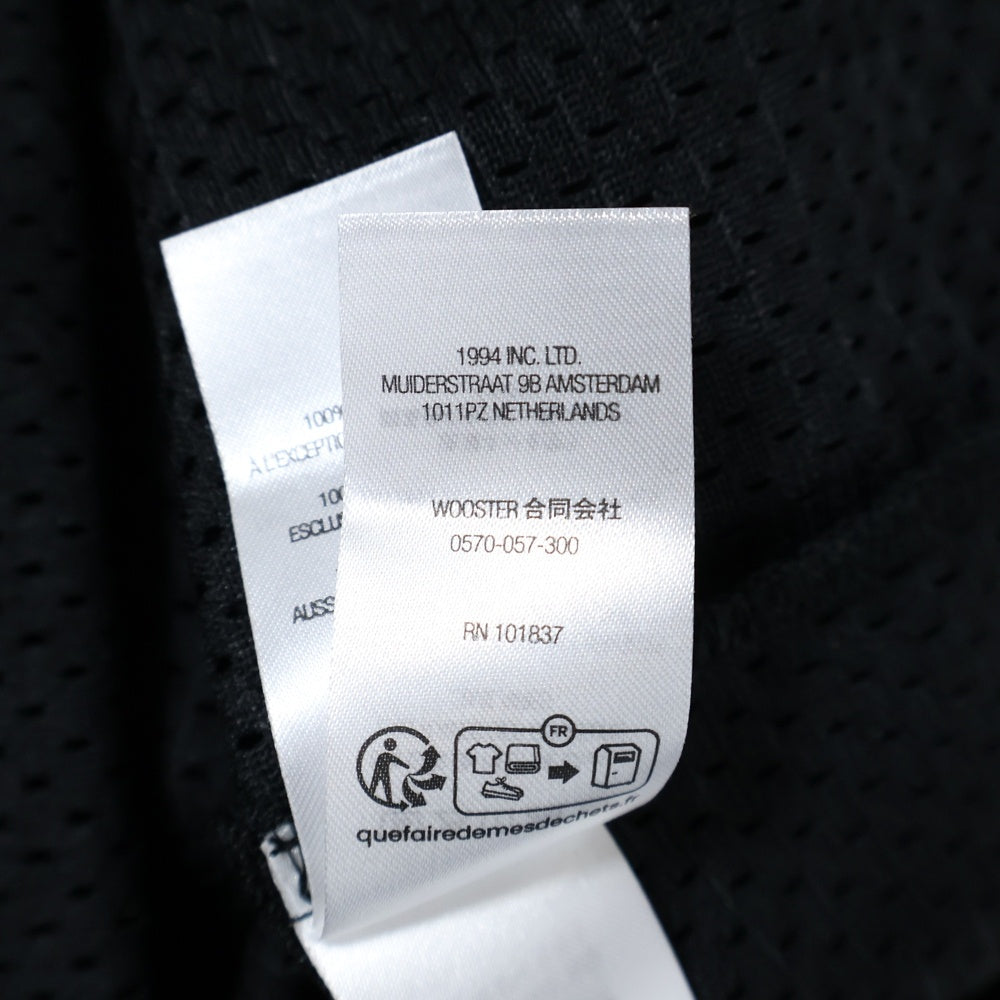 1994 INC. LTD.
MUIDERSTRAAT 9B AMSTERDAM
1011PZ NETHERLANDS
WOOSTER 合同会社
0570-057-300
RN 101837
FR
quefairedemesdechets.fr
100%
À L'EXCEPTIO
100
ESCLU
AUSS